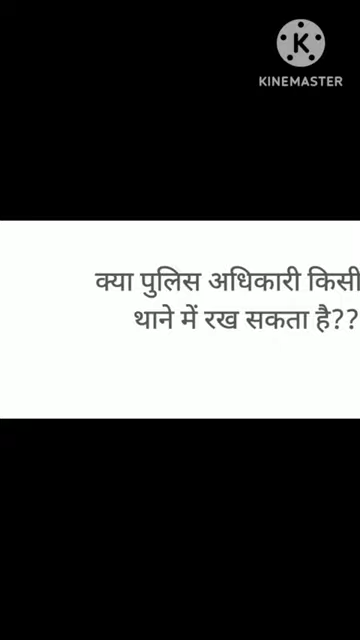 KINEMASTER
क्या पुलिस अधिकारी किसी
थाने में रख सकता है??